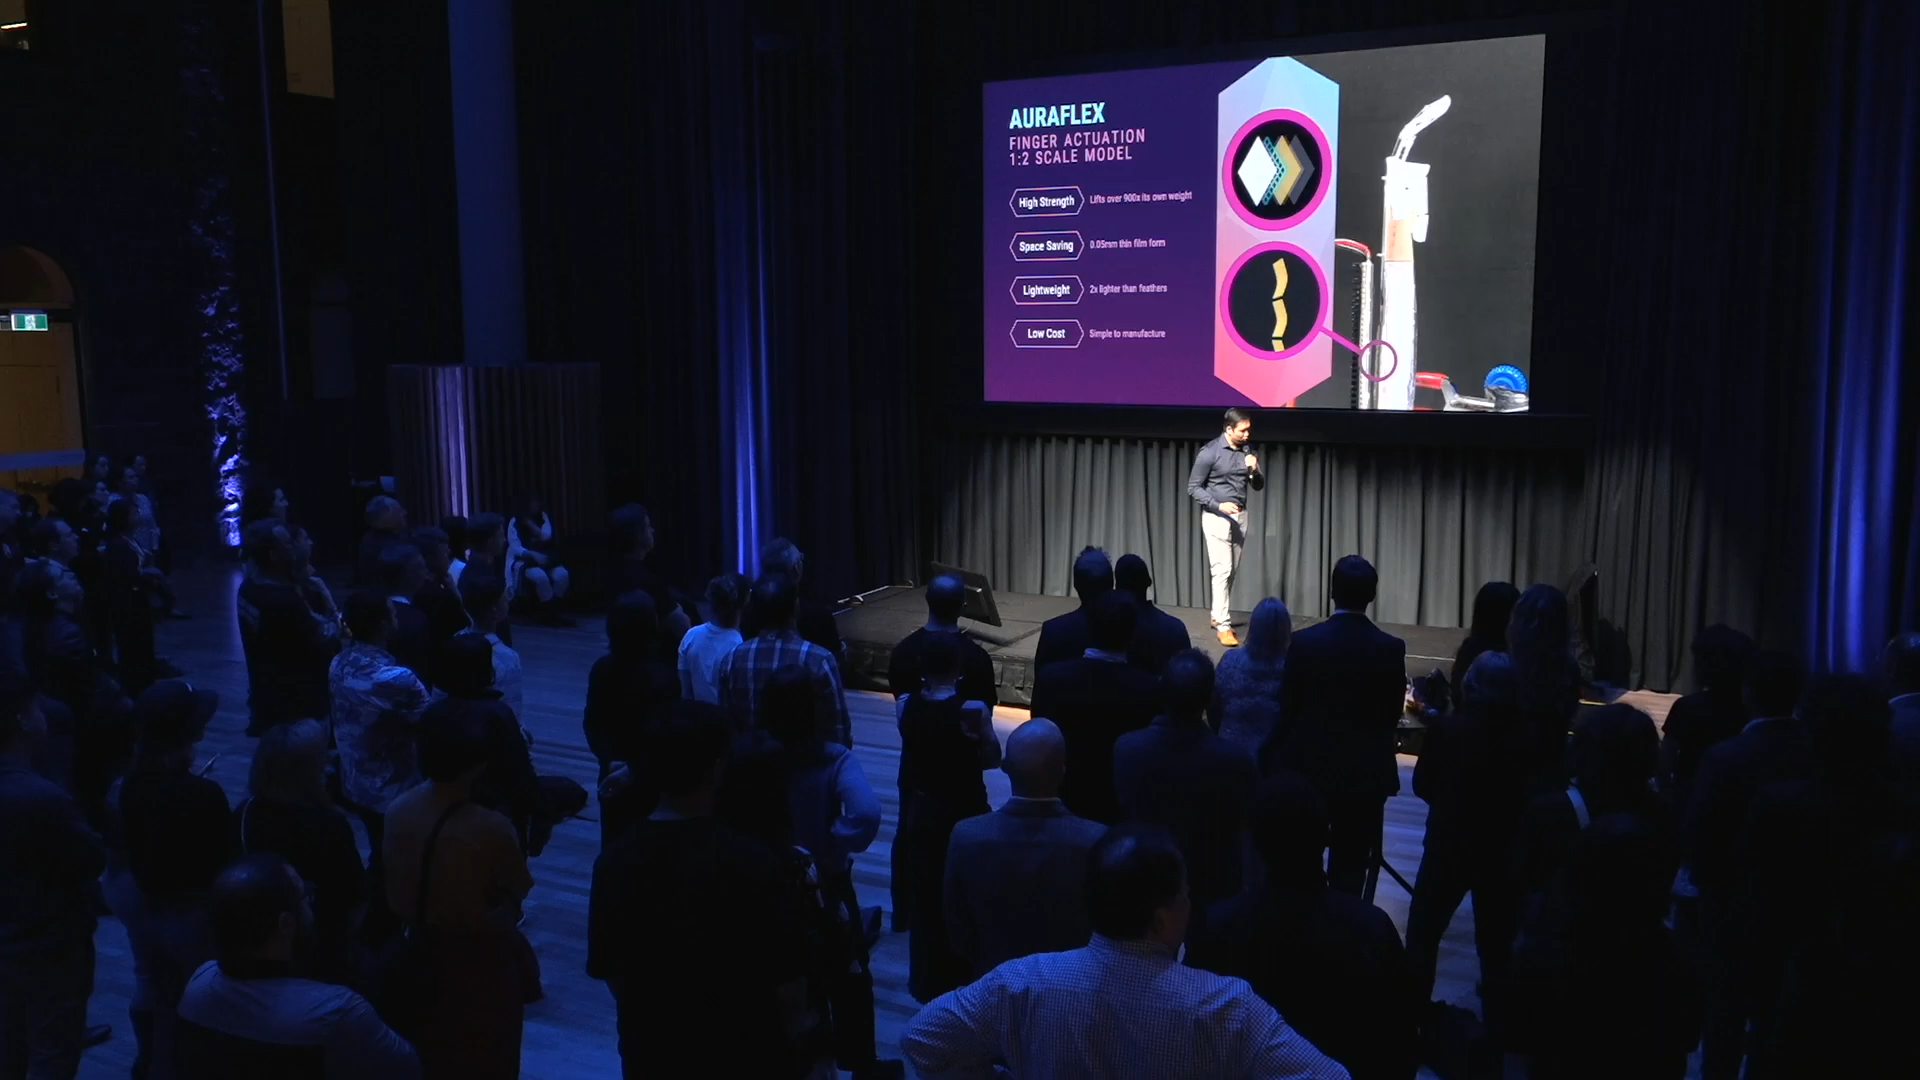 AURAFLEX
FINGER ACTUATION
1:2 SCALE MODEL
High Strength Lifts over 900x its own weight
Space Saving 0.05mm thin film form
Lightweight 2x lighter than feathers
Low Cost Simple to manufacture